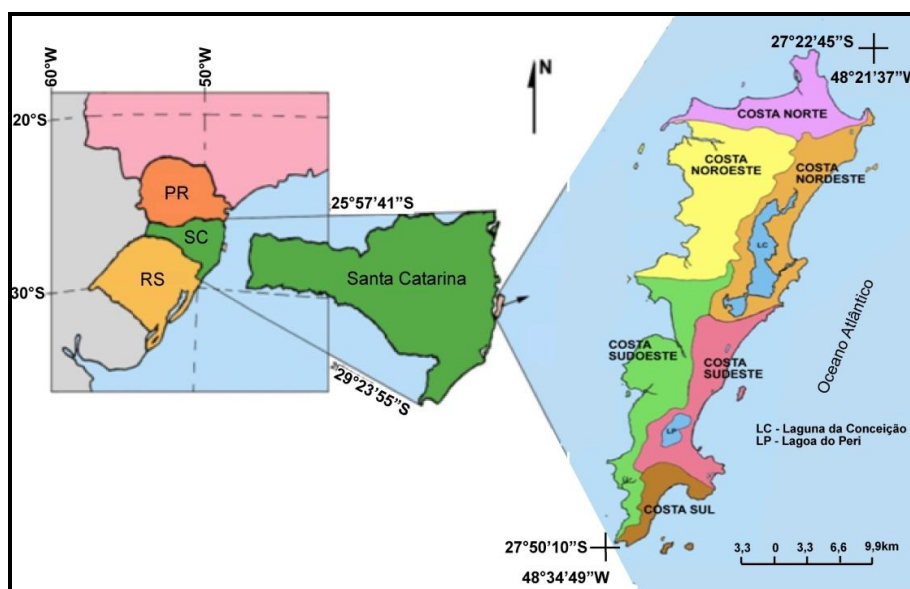 60°W
50°W
20°S
30°S
PR
SC
RS
N
25°57'41"S
Santa Catarina
29°23'55"S
27°22'45"S
48°21'37"W
COSTA NORTE
COSTA
NOROESTE
COSTA
NORDESTE
LC
COSTA
SUDOESTE
COSTA
SUDESTE
LP
COSTA SUL
Oceano Atlântico
LC - Laguna da Conceição
LP - Lagoa do Peri
27°50'10"S
48°34'49"W
3,3 0 3,3 6,6 9,9km